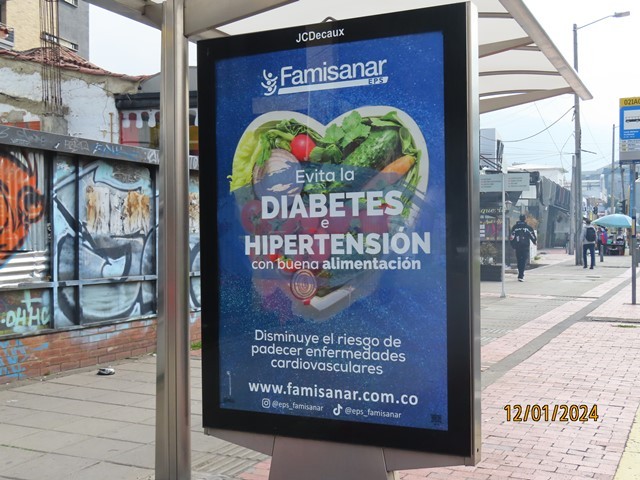 JCDecaux
Famisanar
EPS
Evita la
DIABETES
e
HIPERTENSIÓN
con buena alimentación
Disminuye el riesgo de
padecer enfermedades
cardiovasculares
www.famisanar.com.co
@eps_famisanar @eps_famisanar
12/01/2024